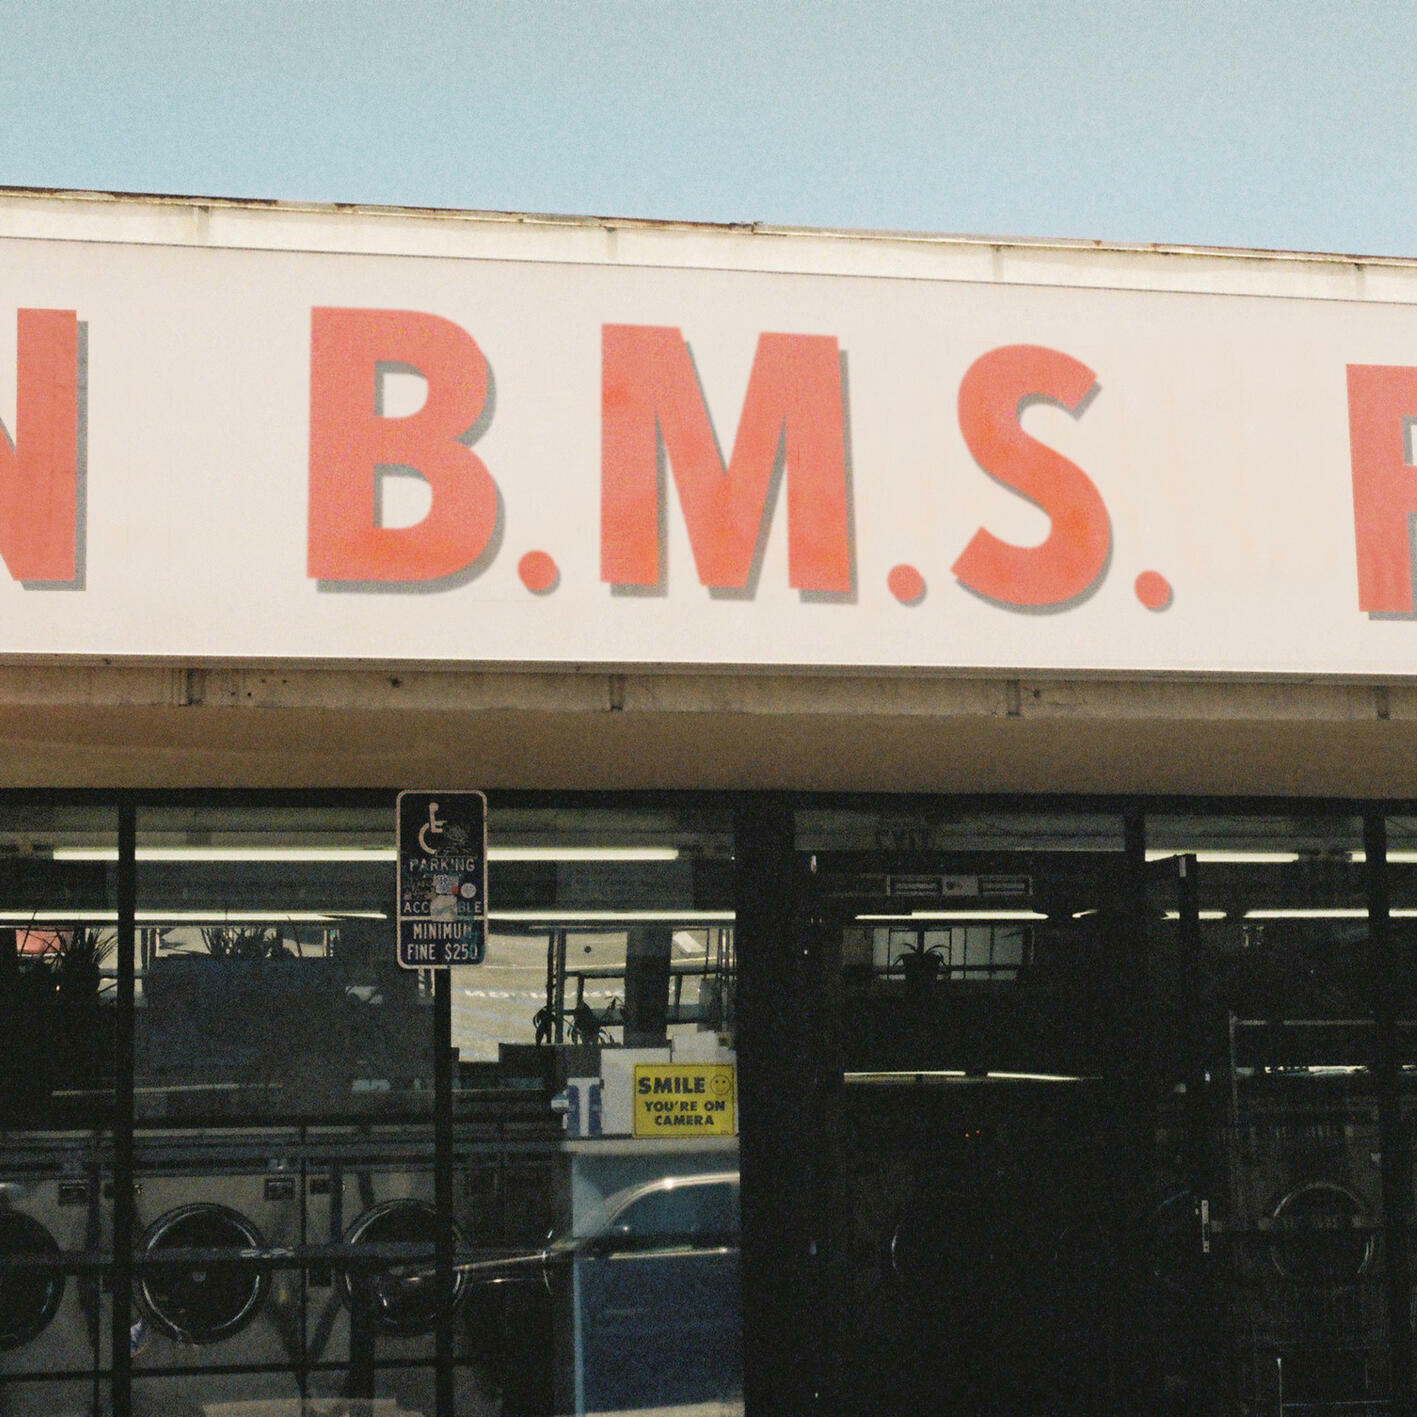 N B.M.S.
PARKING
MINIMUM
FINE $250
SMILE
YOU'RE ON
CAMERA